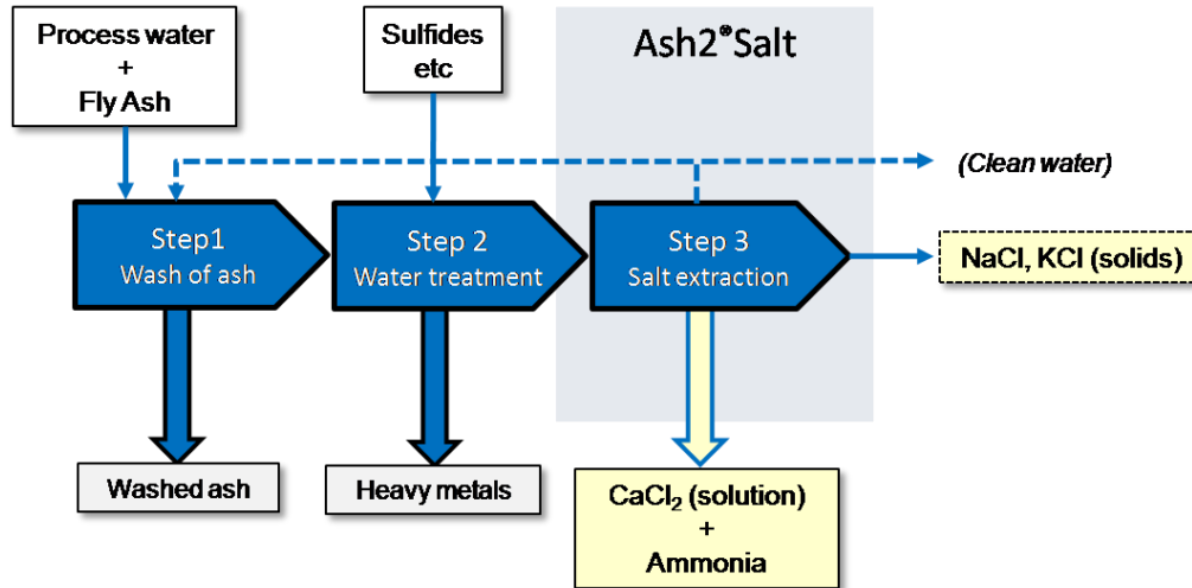 Process water
+
Fly Ash
Sulfides
etc
Ash2®Salt
(Clean water)
Step1
Wash of ash
Step 2
Water treatment
Step 3
Salt extraction
NaCl, KCl (solids)
Washed ash
Heavy metals
CaCl₂ (solution)
+
Ammonia